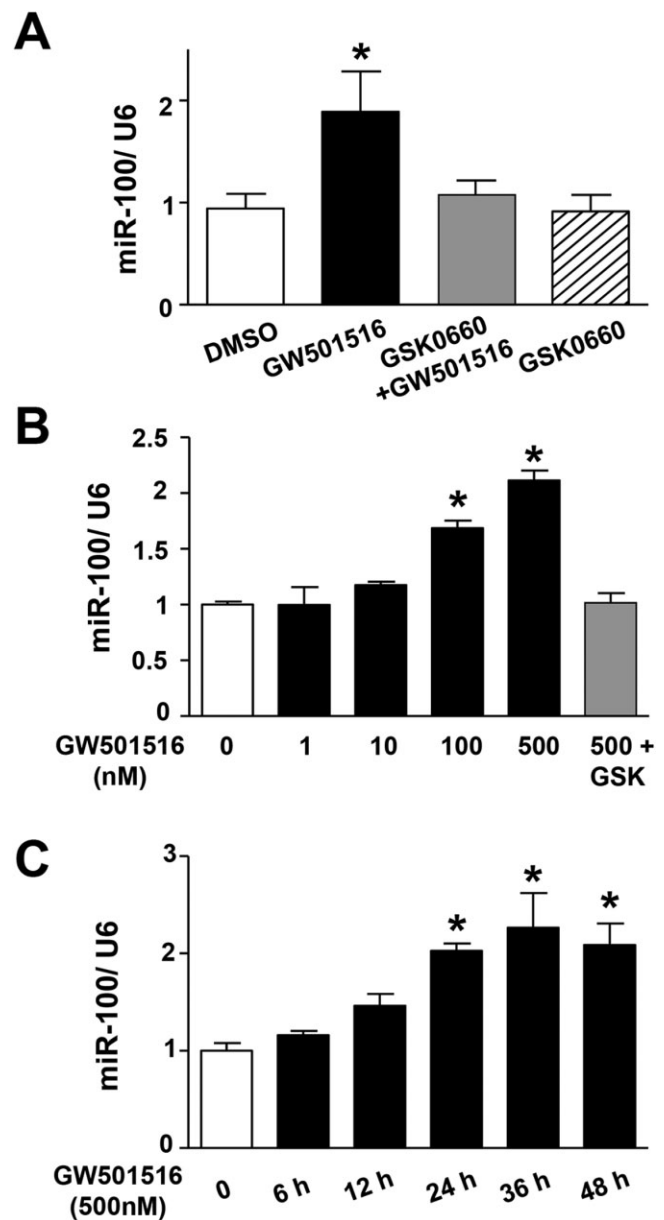 A
miR-100/ U6
2
1
0
*
DMSO
GW501516
GSK0660
+GW501516
GSK0660
B
miR-100/ U6
2.5
2
1.5
1
0.5
0
*
*
GW501516
(nM)
0 1 10 100 500 500 +
GSK
C
miR-100/ U6
3
2
1
0
*
*
*
GW501516
(500nM)
0 6 h 12 h 24 h 36 h 48 h